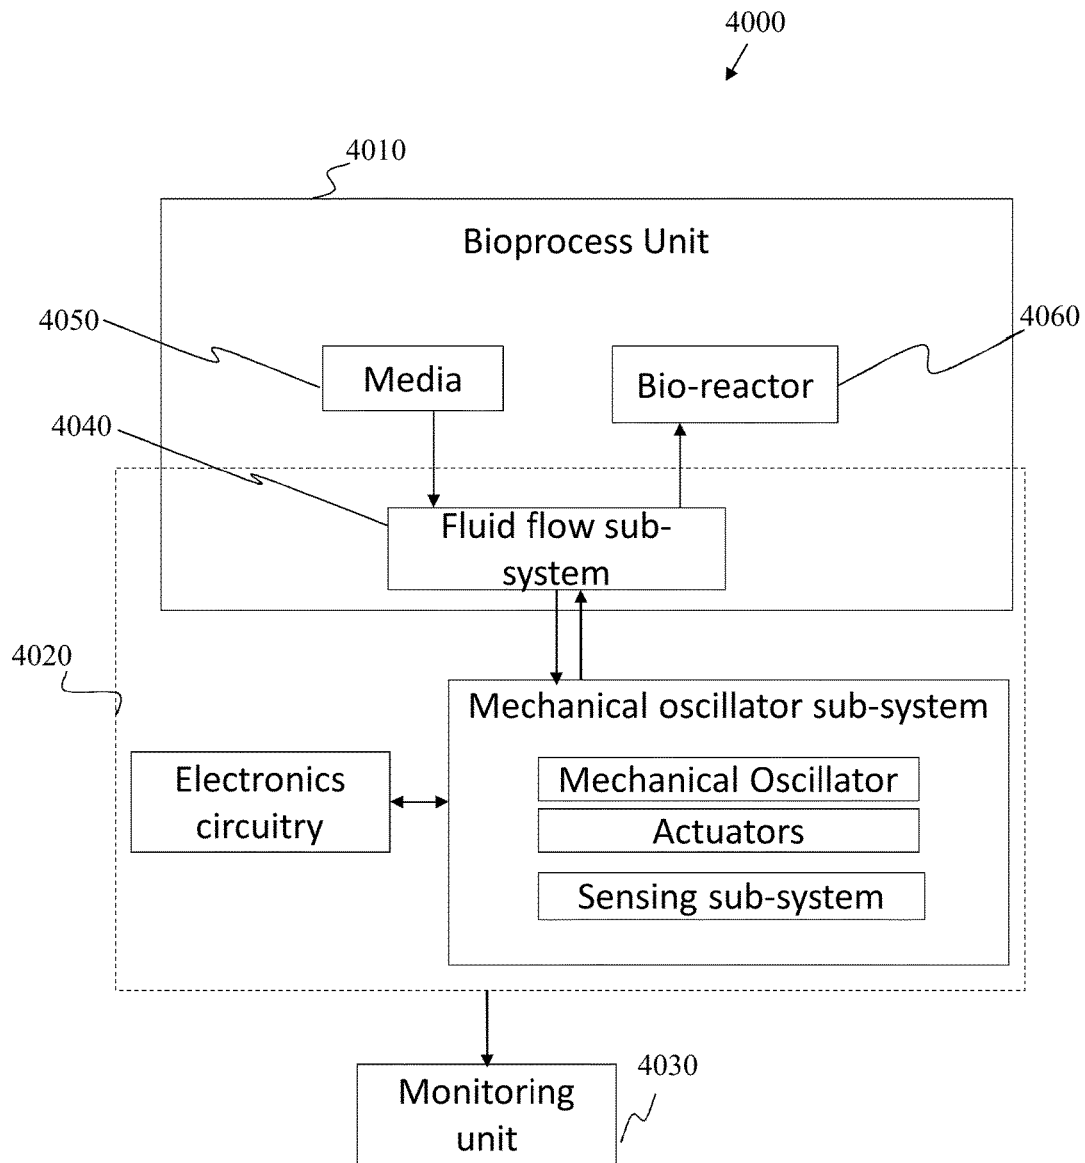 4000
4010
Bioprocess Unit
4050
4060
Media
Bio-reactor
4040
Fluid flow sub-
system
4020
Mechanical oscillator sub-system
Electronics
circuitry
Mechanical Oscillator
Actuators
Sensing sub-system
4030
Monitoring
unit